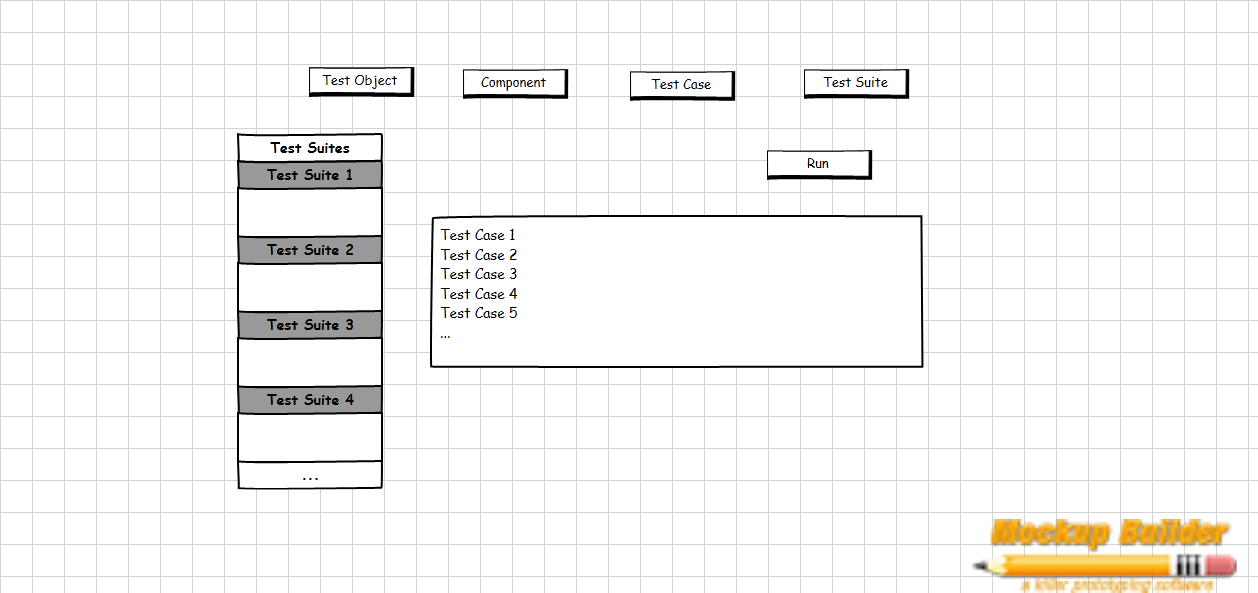 Test Object
Component
Test Case
Test Suite
Test Suites
Test Suite 1
Test Suite 2
Test Suite 3
Test Suite 4
...
Run
Test Case 1
Test Case 2
Test Case 3
Test Case 4
Test Case 5
...
Mockup Builder
a killer prototyping software